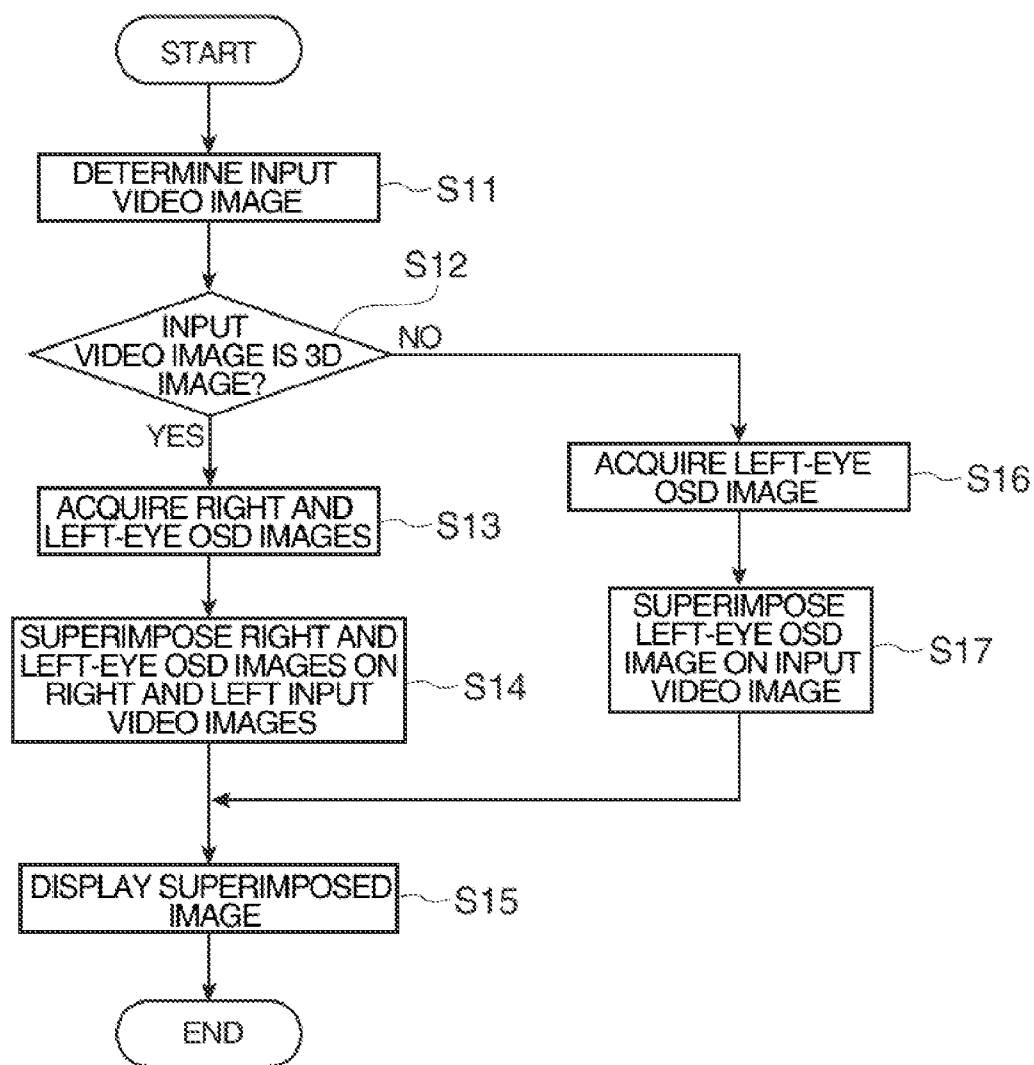 START
DETERMINE INPUT
VIDEO IMAGE
S11
S12
INPUT
VIDEO IMAGE IS 3D
IMAGE?
NO
YES
ACQUIRE RIGHT AND
LEFT-EYE OSD IMAGES
S13
SUPERIMPOSE RIGHT AND
LEFT-EYE OSD IMAGES ON
RIGHT AND LEFT INPUT
VIDEO IMAGES
S14
ACQUIRE LEFT-EYE
OSD IMAGE
S16
SUPERIMPOSE
LEFT-EYE OSD
IMAGE ON INPUT
VIDEO IMAGE
S17
DISPLAY SUPERIMPOSED
IMAGE
S15
END